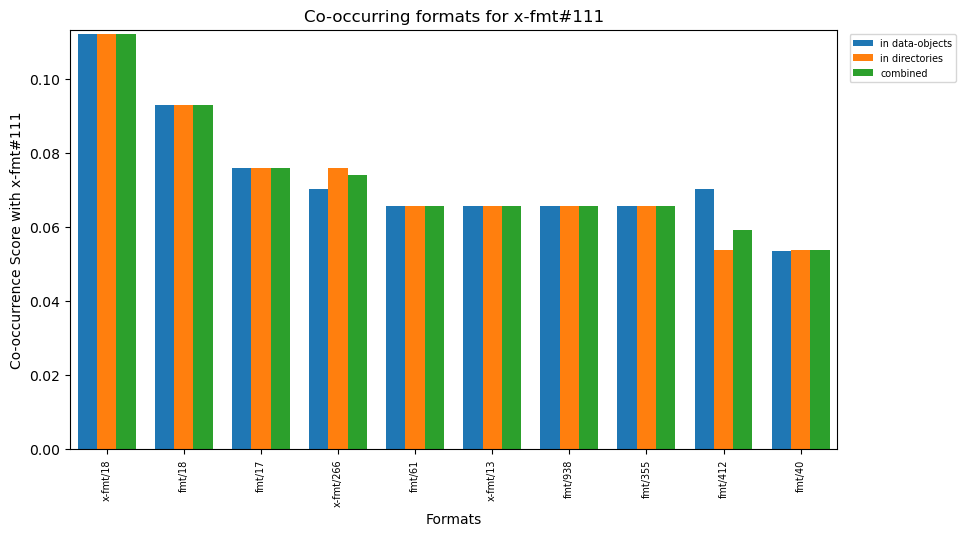 Co-occurring formats for x-fmt#111
in data-objects
in directories
combined
Co-occurrence Score with x-fmt#111
0.10
0.08
0.06
0.04
0.02
0.00
x-fmt/18
fmt/18
fmt/17
x-fmt/266
fmt/61
x-fmt/13
fmt/938
fmt/355
fmt/412
fmt/40
Formats